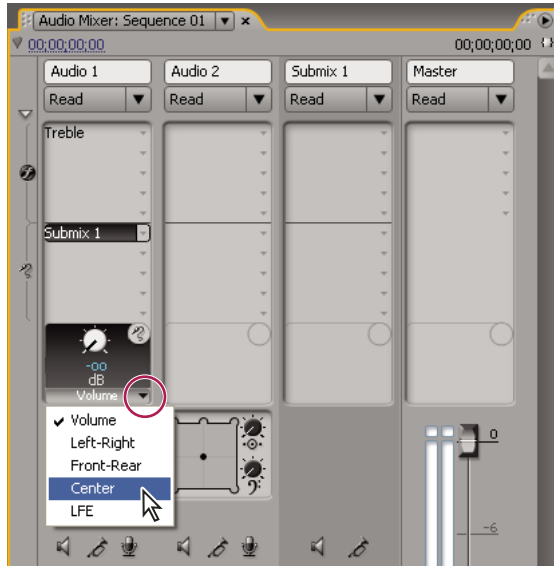 Audio Mixer: Sequence 01
00;00;00;00 00;00;00;00
Audio 1 Audio 2 Submix 1 Master
Read Read Read Read
Treble
Submix 1
-oo
dB
Volume
Volume
Left-Right
Front-Rear
Center
LFE
0
-6